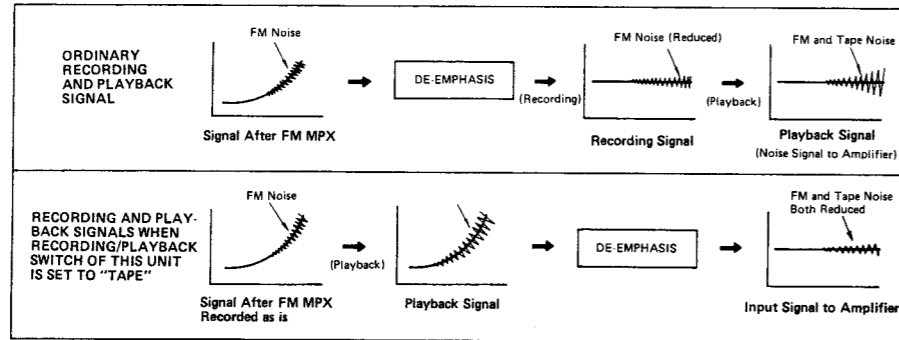 ORDINARY
RECORDING
AND PLAYBACK
SIGNAL
FM Noise
Signal After FM MPX
DE-EMPHASIS
(Recording)
FM Noise (Reduced)
Recording Signal
(Playback)
FM and Tape Noise
Playback Signal
(Noise Signal to Amplifier)
RECORDING AND PLAY-
BACK SIGNALS WHEN
RECORDING/PLAYBACK
SWITCH OF THIS UNIT
IS SET TO "TAPE"
FM Noise
Signal After FM MPX
Recorded as is
(Playback)
Playback Signal
DE-EMPHASIS
FM and Tape Noise
Both Reduced
Input Signal to Amplifier